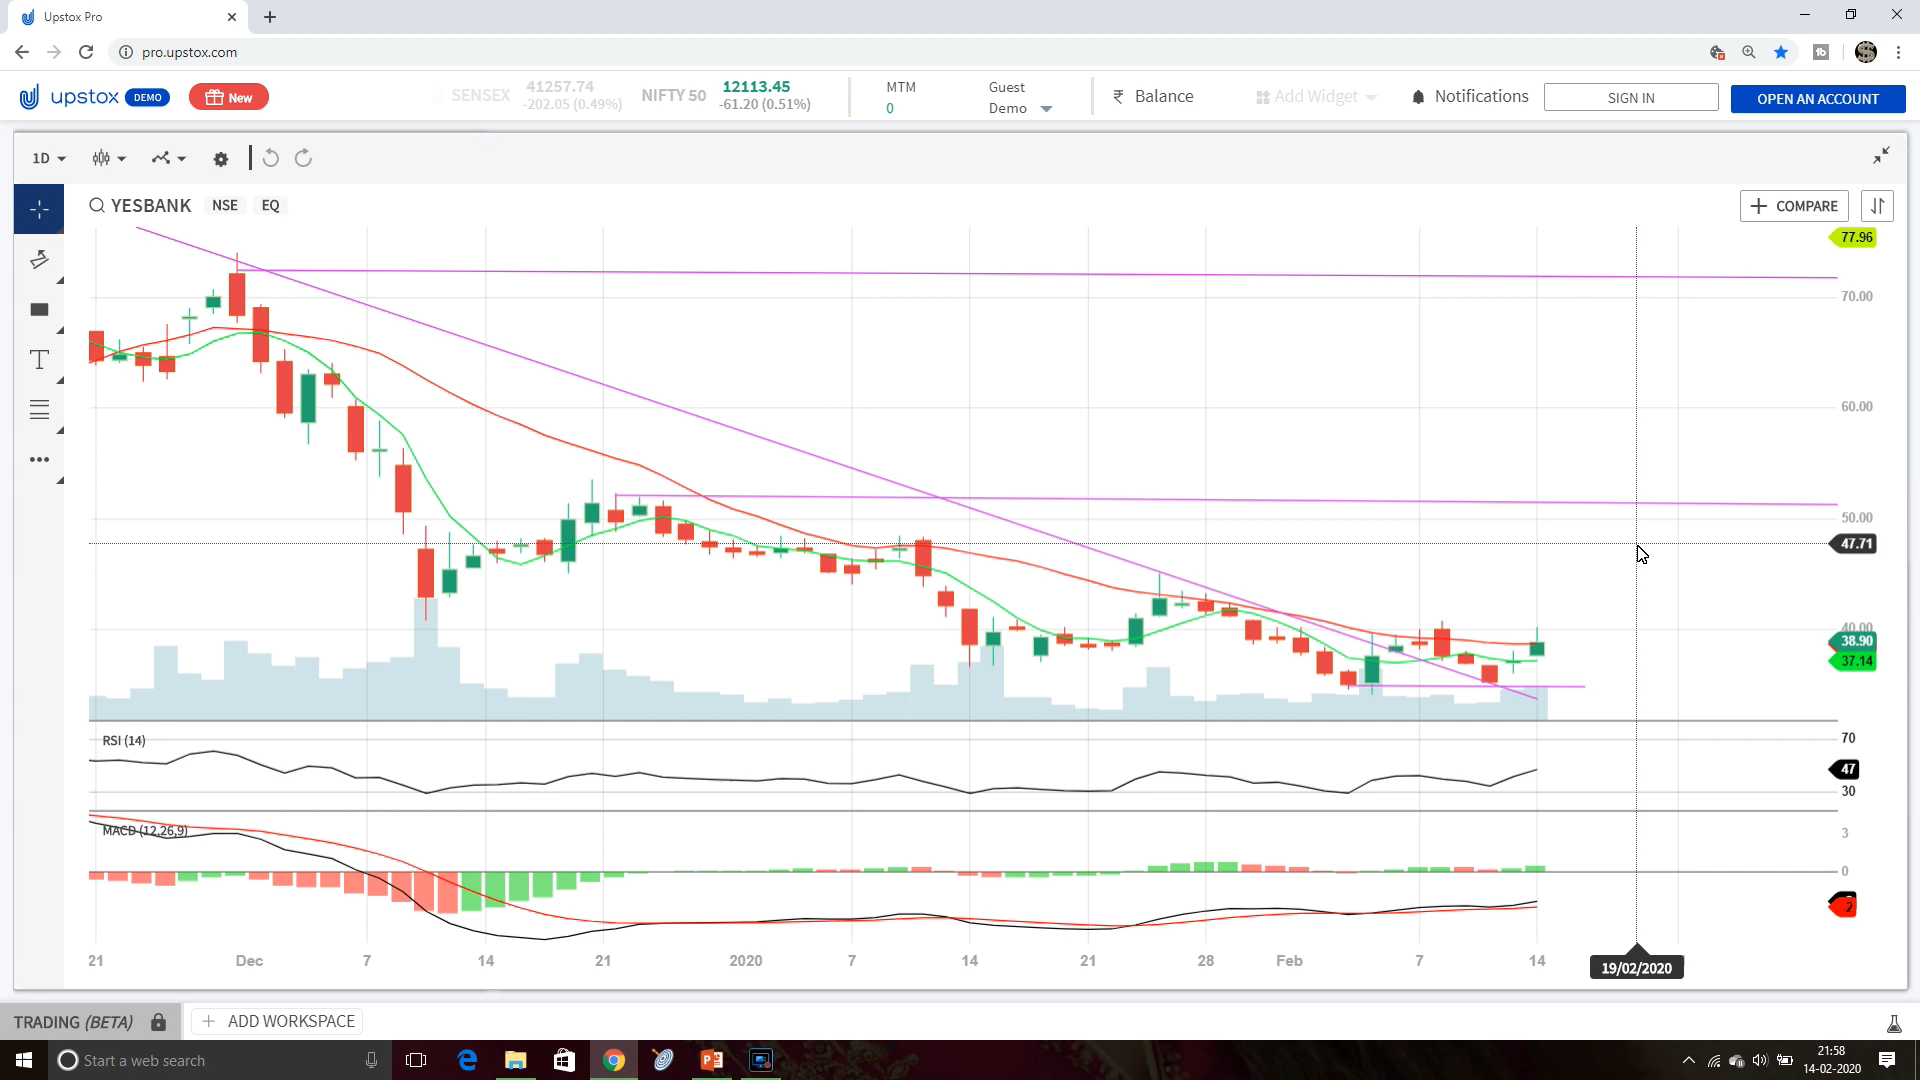 Upstox Pro
pro.upstox.com
upstox DEMO
New
SENSEX 41257.74 -202.05 (0.49%)
NIFTY 50 12113.45 -61.20 (0.51%)
MTM
0
Guest
Demo
₹ Balance
Add Widget
Notifications
SIGN IN
OPEN AN ACCOUNT
1D
YESBANK NSE EQ
COMPARE
77.96
70.00
60.00
50.00
47.71
40.00
38.90
37.14
RSI (14)
70
47
30
MACD (12,26,9)
3
0
2
21 Dec 7 14 21 2020 7 14 21 28 Feb 7 14
19/02/2020
TRADING (BETA)
ADD WORKSPACE
Start a web search
21:58
14-02-2020